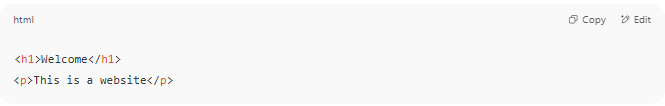 html
Copy
Edit
<h1>Welcome</h1>
<p>This is a website</p>